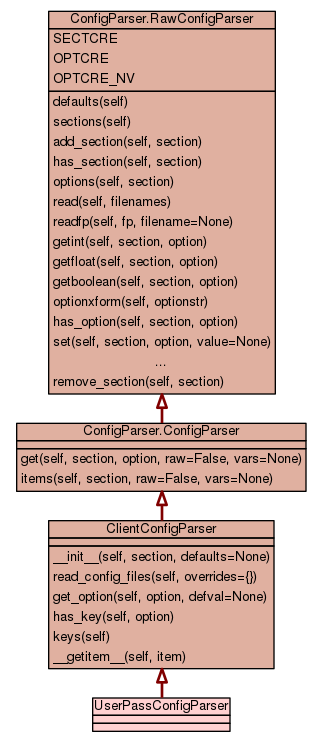 ConfigParser.RawConfigParser
SECTCRE
OPTCRE
OPTCRE_NV
defaults(self)
sections(self)
add_section(self, section)
has_section(self, section)
options(self, section)
read(self, filenames)
readfp(self, fp, filename=None)
getint(self, section, option)
getfloat(self, section, option)
getboolean(self, section, option)
optionxform(self, optionstr)
has_option(self, section, option)
set(self, section, option, value=None)
...
remove_section(self, section)
ConfigParser.ConfigParser
get(self, section, option, raw=False, vars=None)
items(self, section, raw=False, vars=None)
ClientConfigParser
__init__(self, section, defaults=None)
read_config_files(self, overrides={})
get_option(self, option, defval=None)
has_key(self, option)
keys(self)
__getitem__(self, item)
UserPassConfigParser